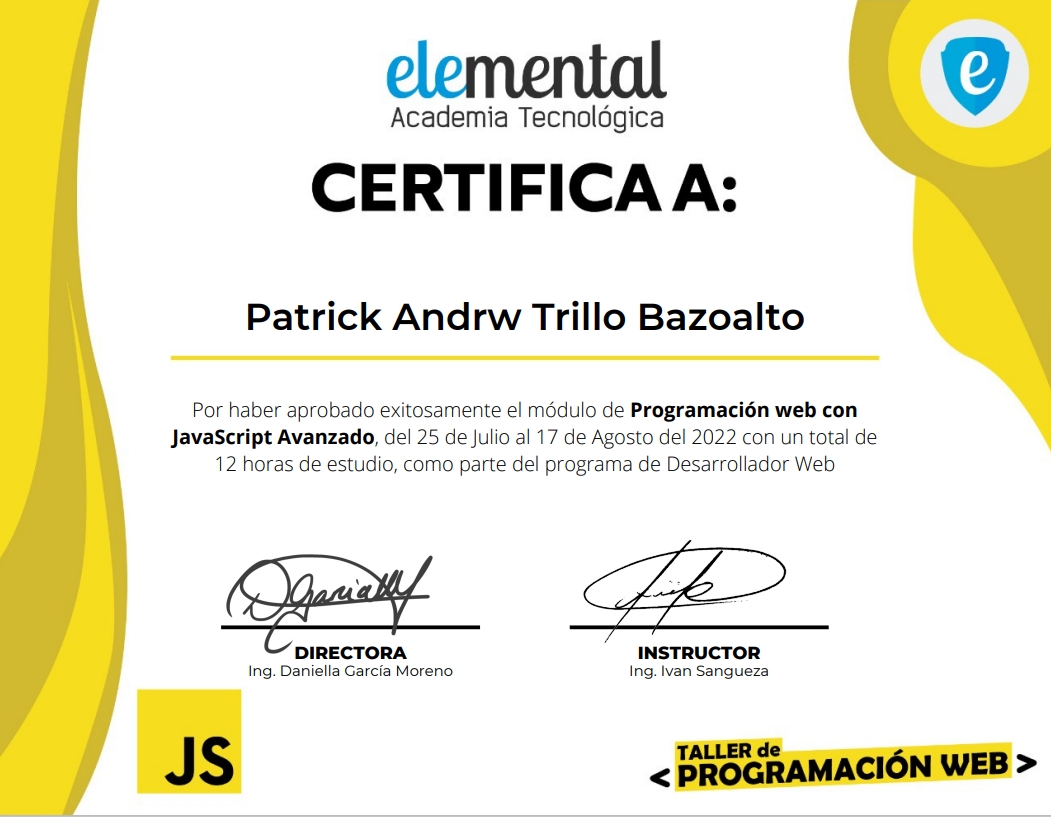 elemental
Academia Tecnológica
e
CERTIFICA A:
Patrick Andrw Trillo Bazoalto
Por haber aprobado exitosamente el módulo de Programación web con
JavaScript Avanzado, del 25 de Julio al 17 de Agosto del 2022 con un total de
12 horas de estudio, como parte del programa de Desarrollador Web
DIRECTORA
Ing. Daniella García Moreno
INSTRUCTOR
Ing. Ivan Sangueza
JS
TALLER de
< PROGRAMACIÓN WEB >